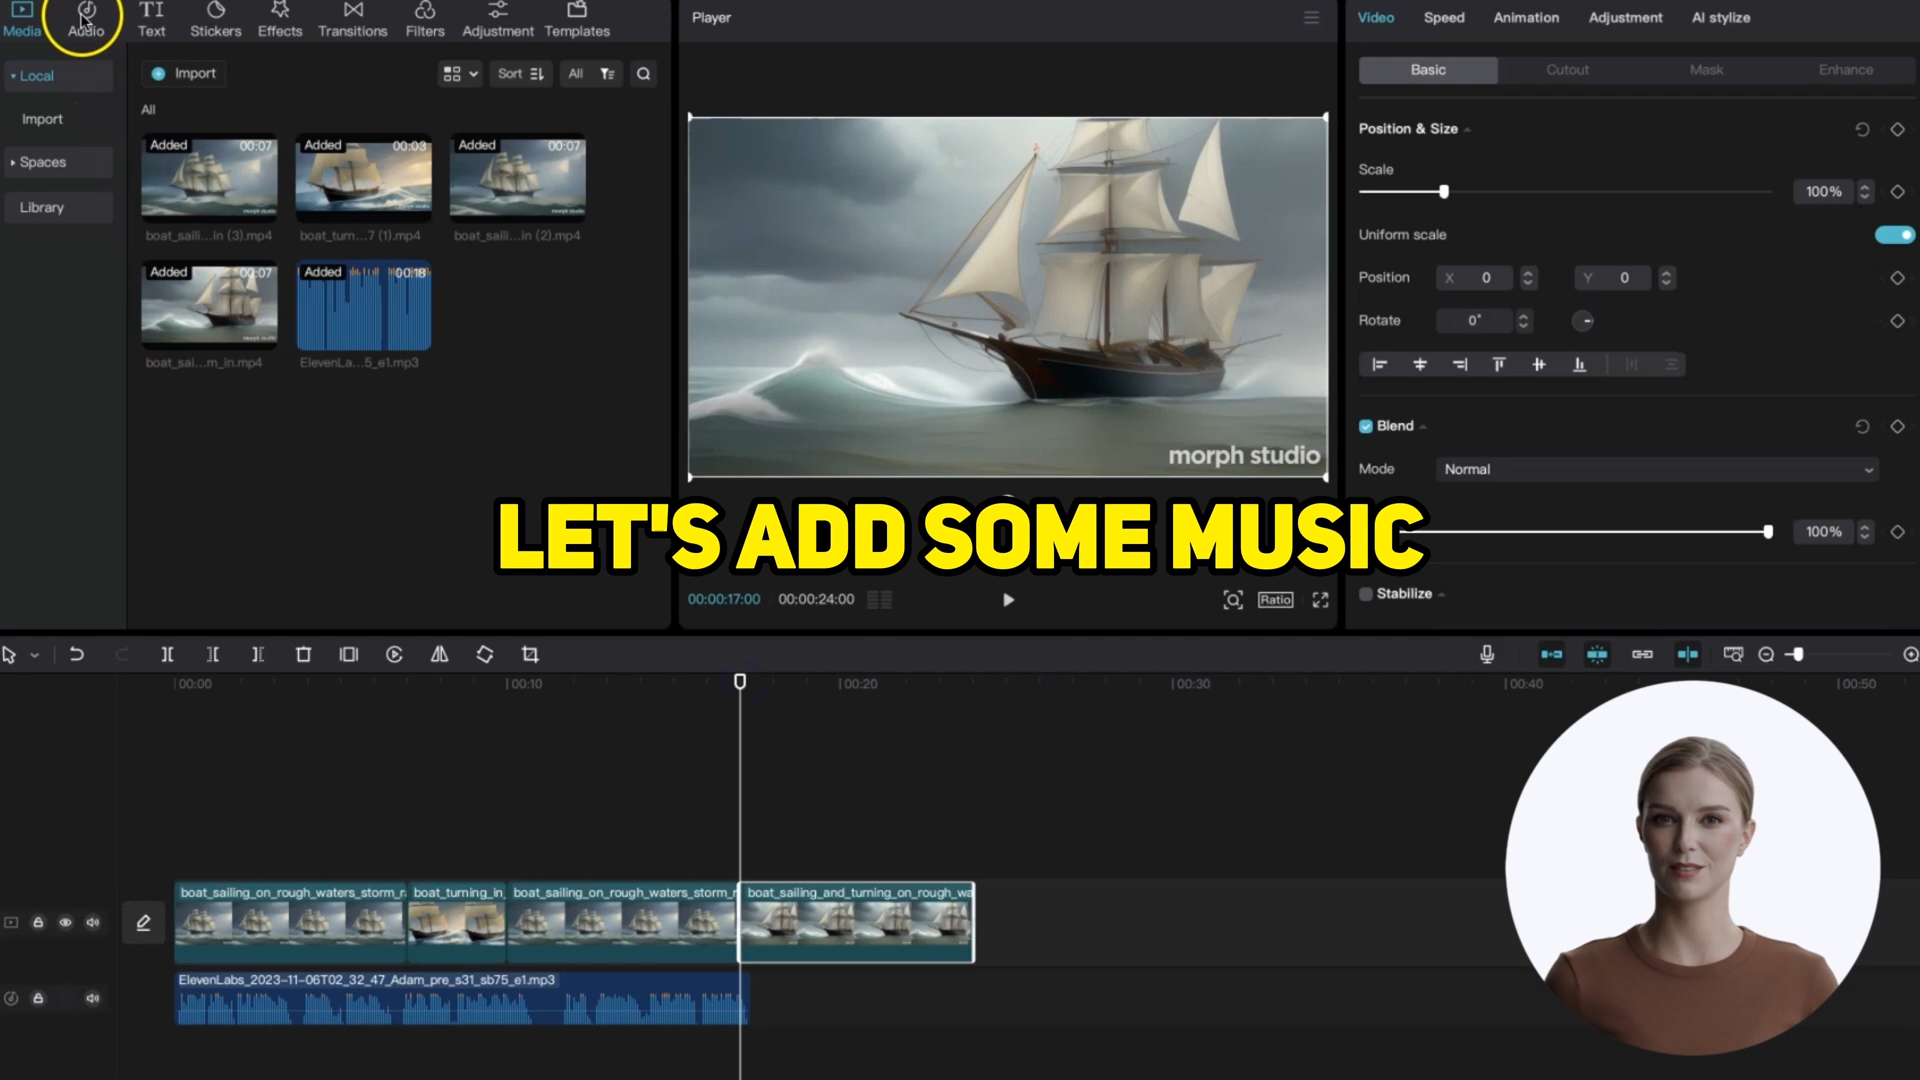 Media Audio Text Stickers Effects Transitions Filters Adjustment Templates
Player
Video Speed Animation Adjustment AI stylize
Local
Import
Spaces
Library
Import
Sort
All
All
Added 00:07
Added 00:03
Added 00:07
boat_saili...in (3).mp4
boat_turn...7 (1).mp4
boat_saili...in (2).mp4
Added 00:07
Added 00:18
boat_sai...m_in.mp4
ElevenLa...5_e1.mp3
morph studio
Basic Cutout Mask Enhance
Position & Size
Scale
100%
Uniform scale
Position X 0 Y 0
Rotate 0°
Blend
Mode Normal
100%
Stabilize
LET'S ADD SOME MUSIC
00:00:17:00 00:00:24:00
Ratio
00:00 00:10 00:20 00:30 00:40 00:50
boat_sailing_on_rough_waters_storm_r
boat_turning_in_
boat_sailing_on_rough_waters_storm_r
boat_sailing_and_turning_on_rough_wa
ElevenLabs_2023-11-06T02_32_47_Adam_pre_s31_sb75_e1.mp3